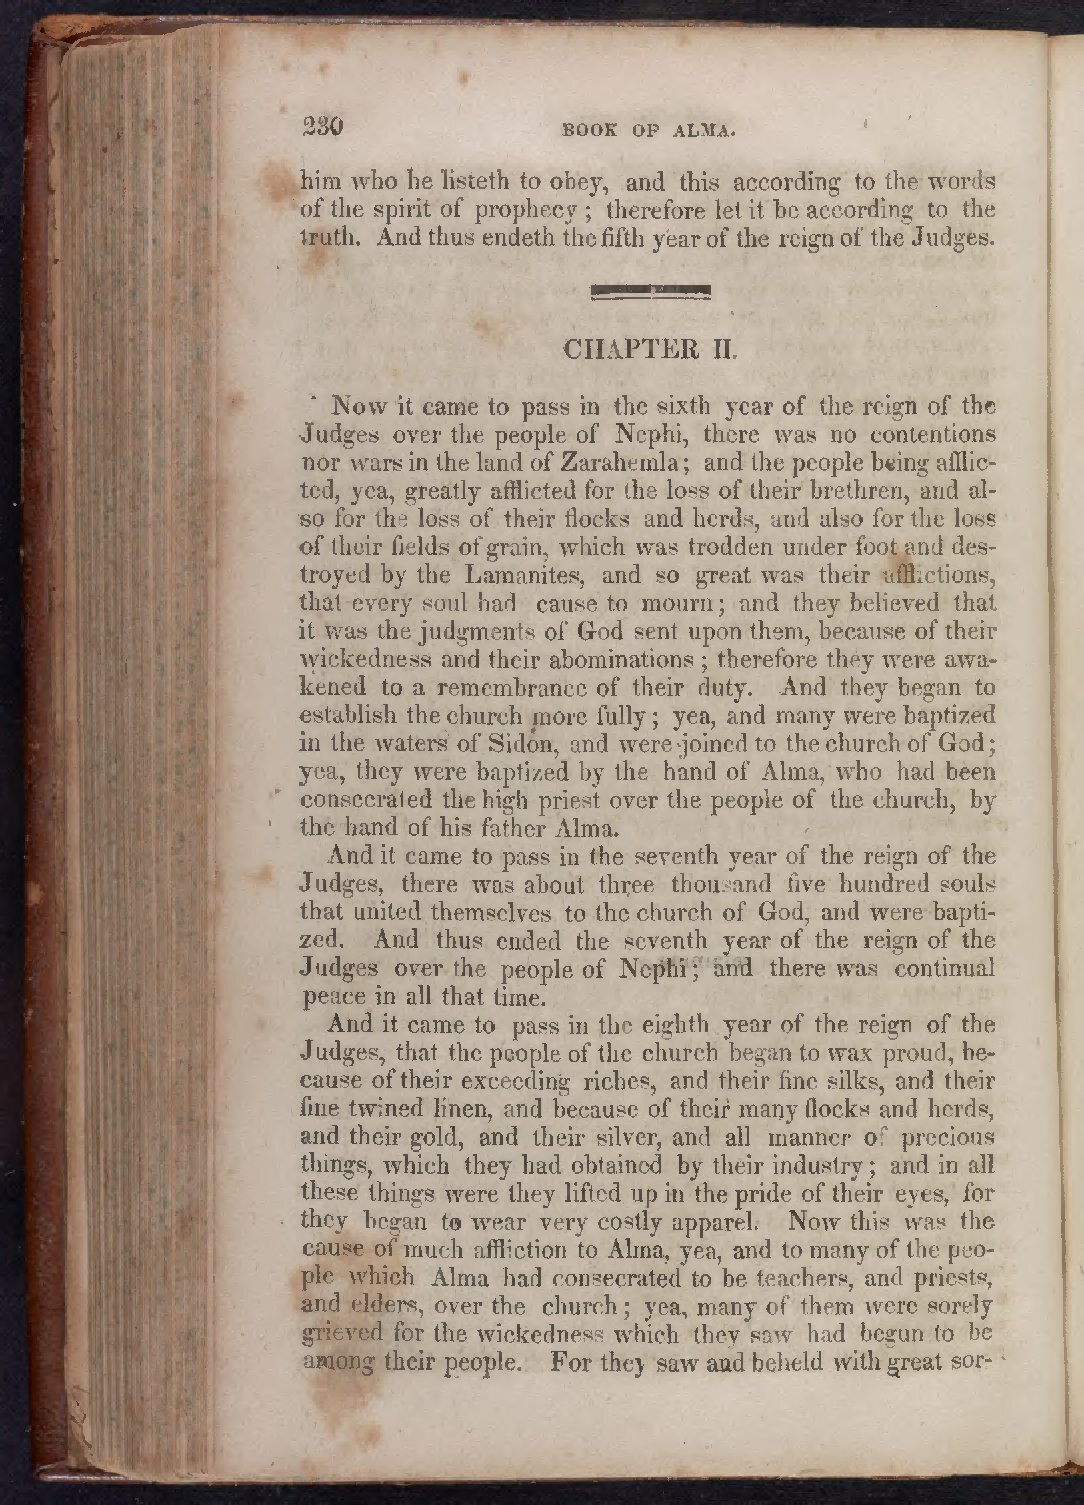 230 BOOK OF ALMA.
him who he listeth to obey, and this according to the words
of the spirit of prophecy; therefore let it be according to the
truth. And thus endeth the fifth year of the reign of the Judges.
CHAPTER II.
Now it came to pass in the sixth year of the reign of the
Judges over the people of Nephi, there was no contentions
nor wars in the land of Zarahemla; and the people being afflic-
ted, yea, greatly afflicted for the loss of their brethren, and al-
so for the loss of their flocks and herds, and also for the loss
of their fields of grain, which was trodden under foot and des-
troyed by the Lamanites, and so great was their afflictions,
that every soul had cause to mourn; and they believed that
it was the judgments of God sent upon them, because of their
wickedness and their abominations; therefore they were awa-
kened to a remembrance of their duty. And they began to
establish the church more fully; yea, and many were baptized
in the waters of Sidon, and were joined to the church of God;
yea, they were baptized by the hand of Alma, who had been
consecrated the high priest over the people of the church, by
the hand of his father Alma.
And it came to pass in the seventh year of the reign of the
Judges, there was about three thousand five hundred souls
that united themselves to the church of God, and were bapti-
zed. And thus ended the seventh year of the reign of the
Judges over the people of Nephi; and there was continual
peace in all that time.
And it came to pass in the eighth year of the reign of the
Judges, that the people of the church began to wax proud, be-
cause of their exceeding riches, and their fine silks, and their
fine twined linen, and because of their many flocks and herds,
and their gold, and their silver, and all manner of precious
things, which they had obtained by their industry; and in all
these things were they lifted up in the pride of their eyes, for
they began to wear very costly apparel. Now this was the
cause of much affliction to Alma, yea, and to many of the peo-
ple which Alma had consecrated to be teachers, and priests,
and elders, over the church; yea, many of them were sorely
grieved for the wickedness which they saw had begun to be
among their people. For they saw and beheld with great sor-